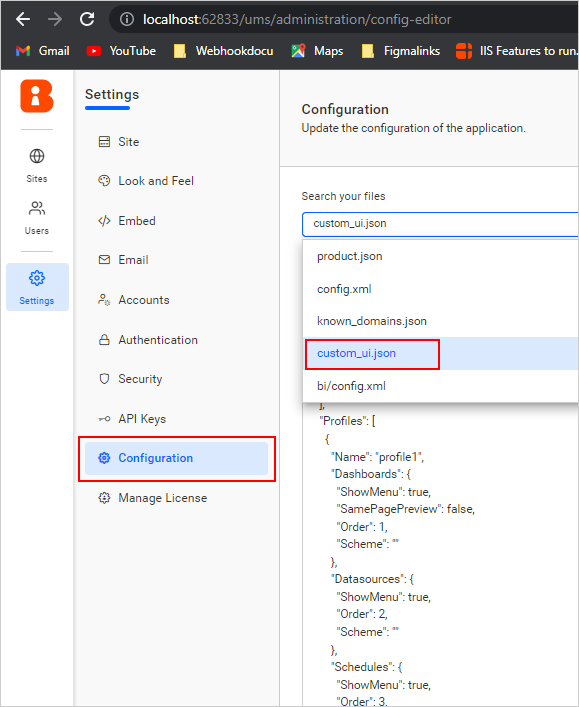 localhost:62833/ums/administration/config-editor
Gmail
YouTube
Webhookdocu
Maps
Figmalinks
IIS Features to run.
Sites
Users
Settings
Settings
Site
Look and Feel
Embed
Email
Accounts
Authentication
Security
API Keys
Configuration
Manage License
Configuration
Update the configuration of the application.
Search your files
custom_ui.json
product.json
config.xml
known_domains.json
custom_ui.json
bi/config.xml
],
"Profiles": [
{
"Name": "profile1",
"Dashboards": {
"ShowMenu": true,
"SamePagePreview": false,
"Order": 1,
"Scheme": ""
},
"Datasources": {
"ShowMenu": true,
"Order": 2,
"Scheme": ""
},
"Schedules": {
"ShowMenu": true,
"Order": 3,